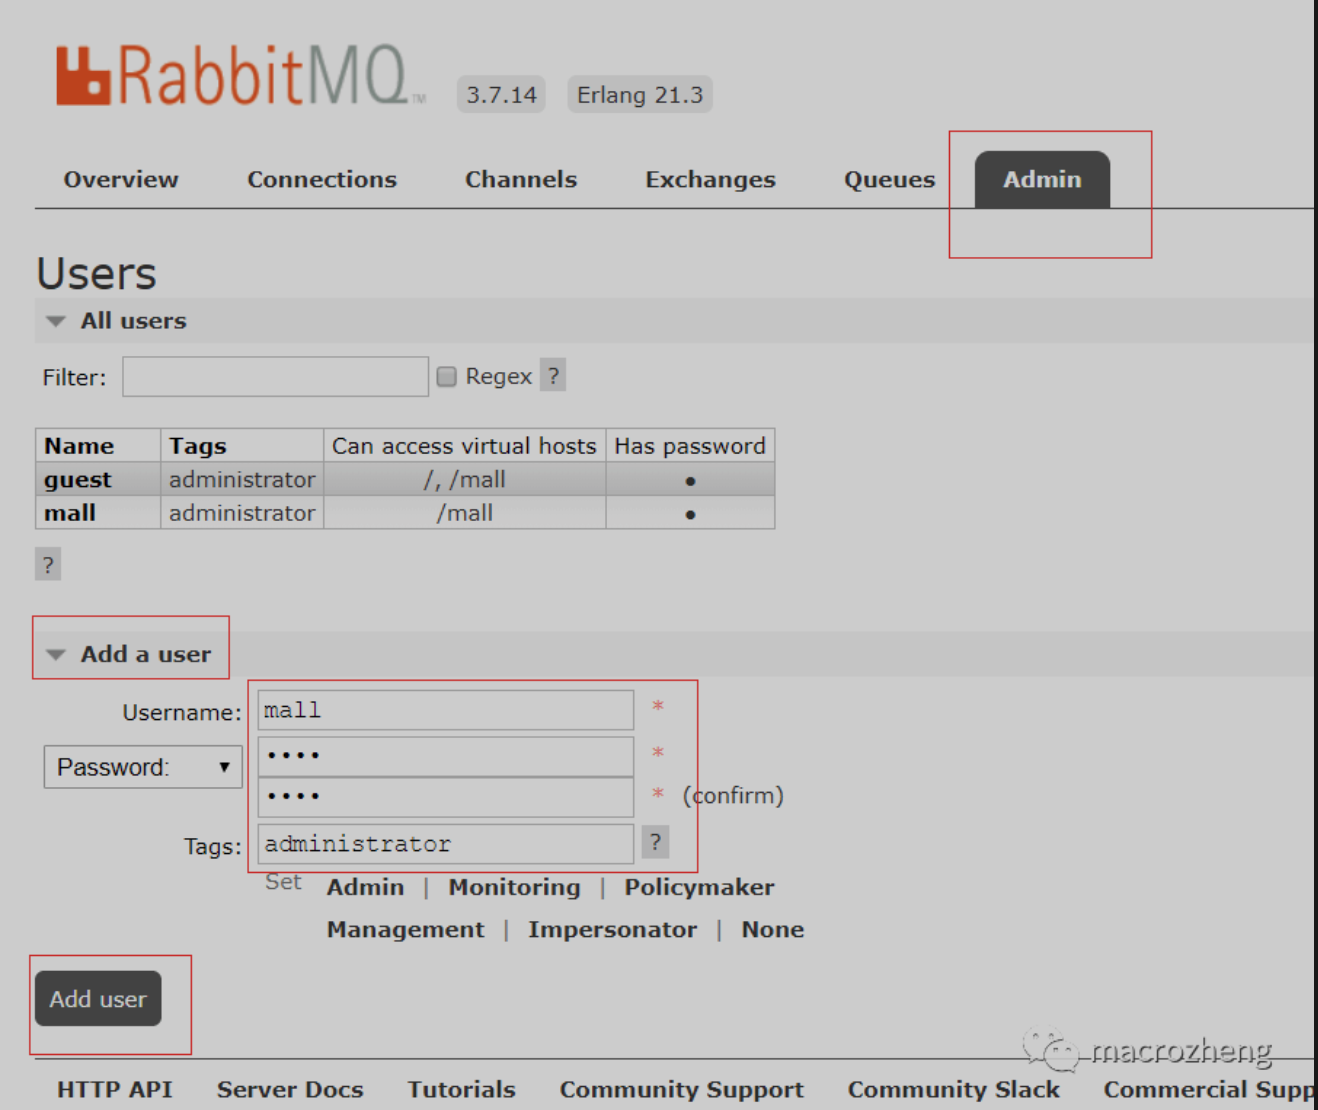 RabbitMQ TM 3.7.14 Erlang 21.3
Overview Connections Channels Exchanges Queues Admin
Users
All users
Filter: Regex ?
Name Tags Can access virtual hosts Has password
guest administrator /, /mall ●
mall administrator /mall ●
?
Add a user
Username: mall *
Password: •••• *
•••• * (confirm)
Tags: administrator ?
Set Admin | Monitoring | Policymaker
Management | Impersonator | None
Add user
macrozheng
HTTP API Server Docs Tutorials Community Support Community Slack Commercial Supp